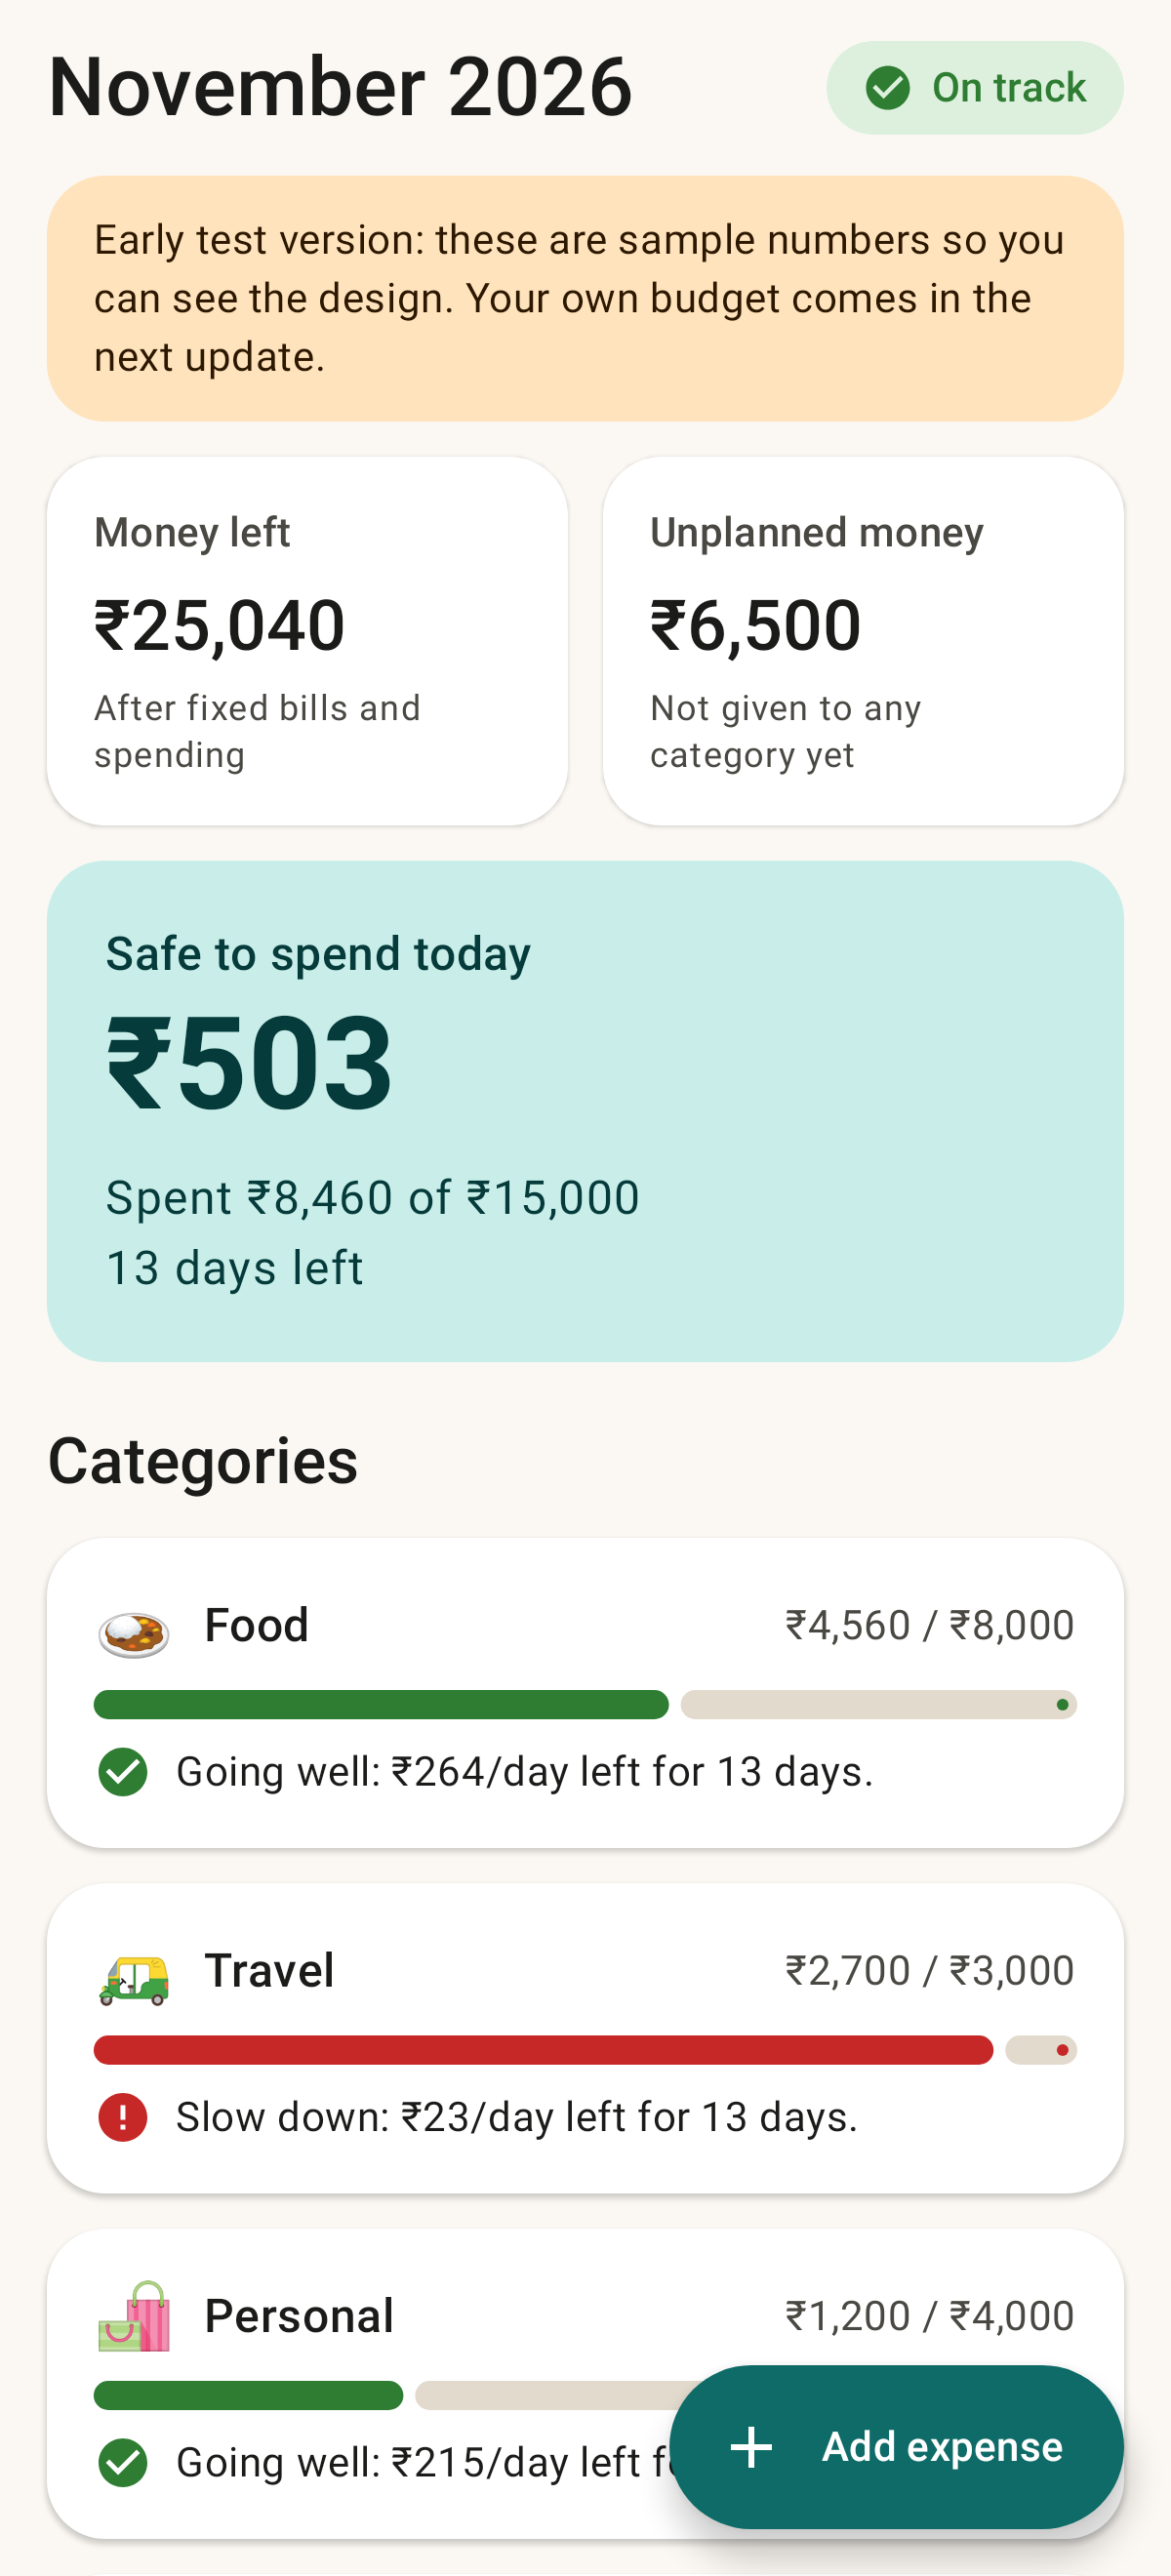 November 2026
On track
Early test version: these are sample numbers so you
can see the design. Your own budget comes in the
next update.
Money left
₹25,040
After fixed bills and
spending
Unplanned money
₹6,500
Not given to any
category yet
Safe to spend today
₹503
Spent ₹8,460 of ₹15,000
13 days left
Categories
Food
₹4,560 / ₹8,000
Going well: ₹264/day left for 13 days.
Travel
₹2,700 / ₹3,000
Slow down: ₹23/day left for 13 days.
Personal
₹1,200 / ₹4,000
Going well: ₹215/day left
Add expense